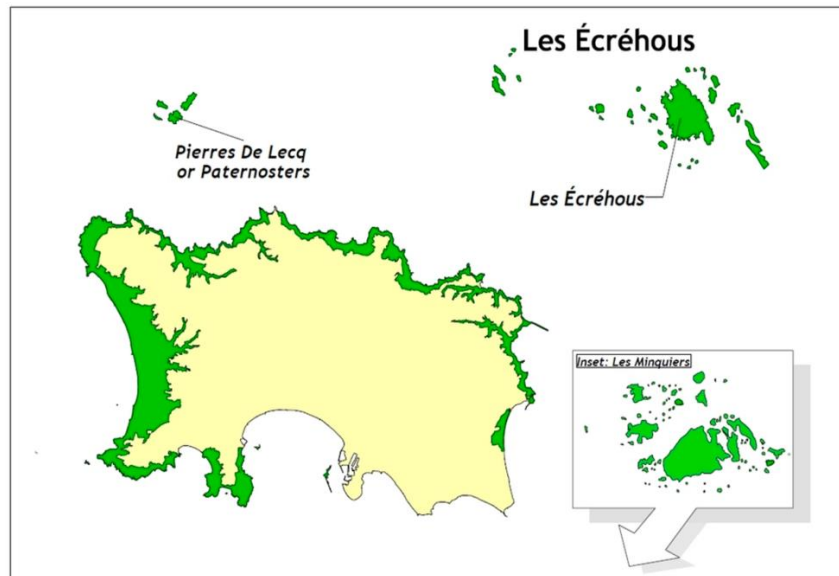 Les Écréhous
Pierres De Lecq
or Paternosters
Les Écréhous
Inset: Les Minquiers